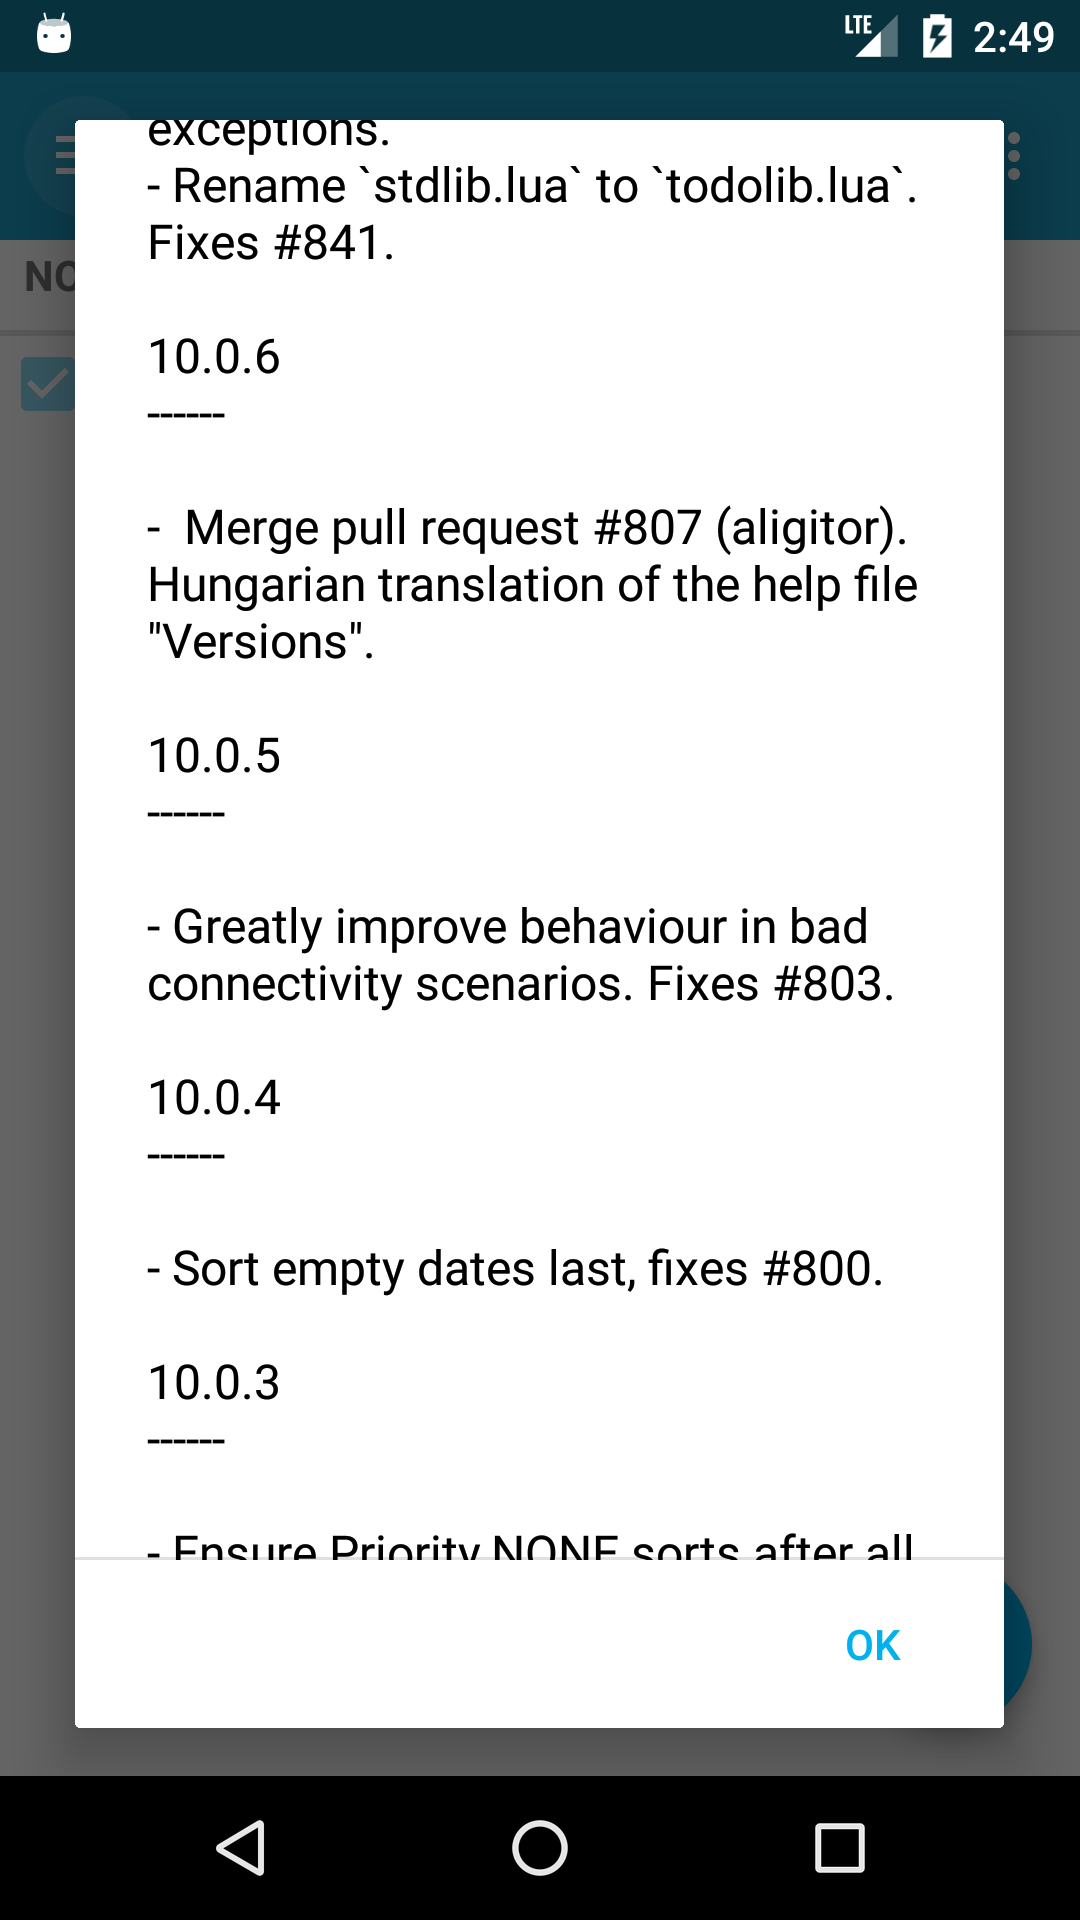 LTE 2:49
exceptions.
- Rename `stdlib.lua` to `todolib.lua`.
Fixes #841.
10.0.6
------
-  Merge pull request #807 (aligitor).
Hungarian translation of the help file
"Versions".
10.0.5
------
- Greatly improve behaviour in bad
connectivity scenarios. Fixes #803.
10.0.4
------
- Sort empty dates last, fixes #800.
10.0.3
------
- Ensure Priority NONE sorts after all
OK